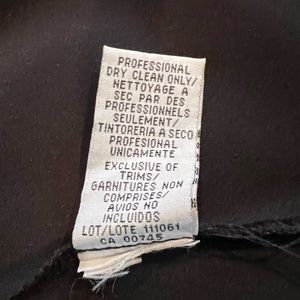 PROFESSIONAL
DRY CLEAN ONLY/
NETTOYAGE A
SEC PAR DES
PROFESSIONNELS
SEULEMENT/
TINTORERIA A SECO
PROFESIONAL
UNICAMENTE
EXCLUSIVE OF
TRIMS/
GARNITURES NON
COMPRISES/
AVIOS NO
INCLUIDOS
LOT/LOTE 111061
CA 00745